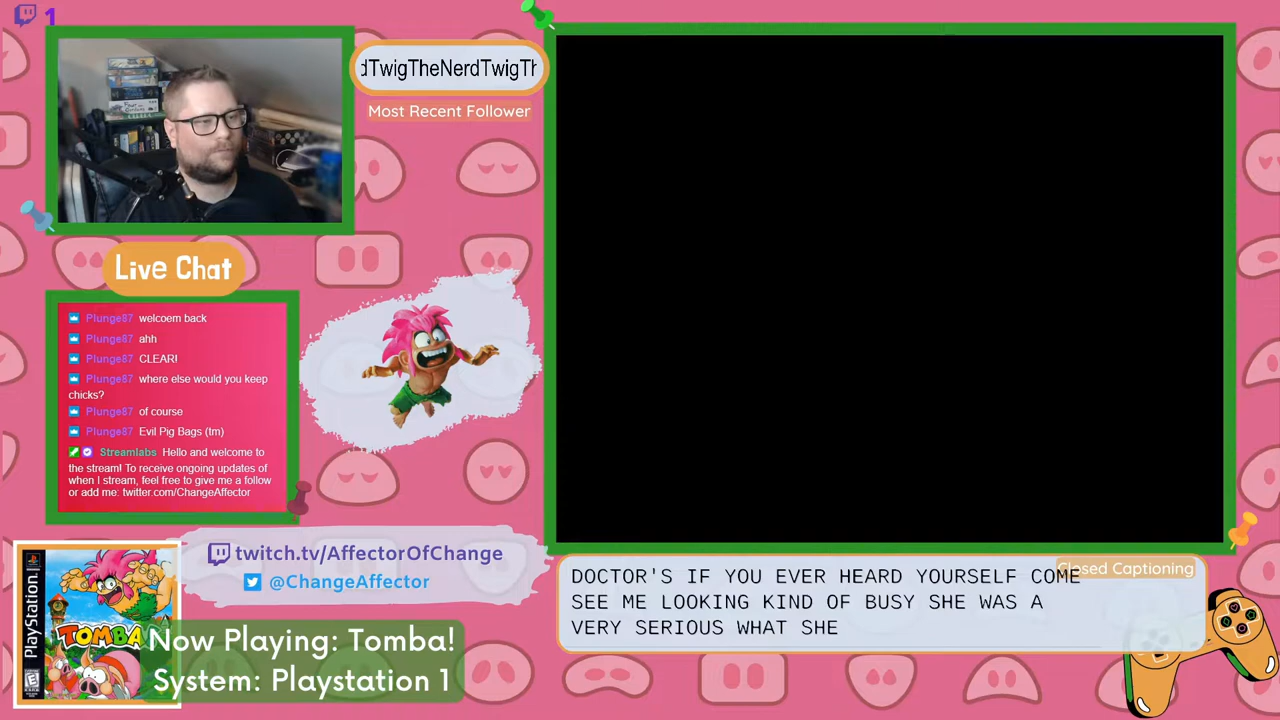 1
dTwigTheNerdTwigTh
Most Recent Follower
Live Chat
Plunge87 welcoem back
Plunge87 ahh
Plunge87 CLEAR!
Plunge87 where else would you keep
chicks?
Plunge87 of course
Plunge87 Evil Pig Bags (tm)
Streamlabs Hello and welcome to
the stream! To receive ongoing updates of
when I stream, feel free to give me a follow
or add me: twitter.com/ChangeAffector
twitch.tv/AffectorOfChange
@ChangeAffector
PlayStation
TOMBA
Now Playing: Tomba!
System: Playstation 1
Closed Captioning
DOCTOR'S IF YOU EVER HEARD YOURSELF COME
SEE ME LOOKING KIND OF BUSY SHE WAS A
VERY SERIOUS WHAT SHE